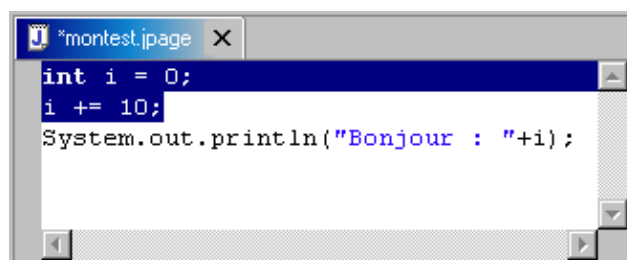 *montest.jpage
int i = 0;
i += 10;
System.out.println("Bonjour : "+i);